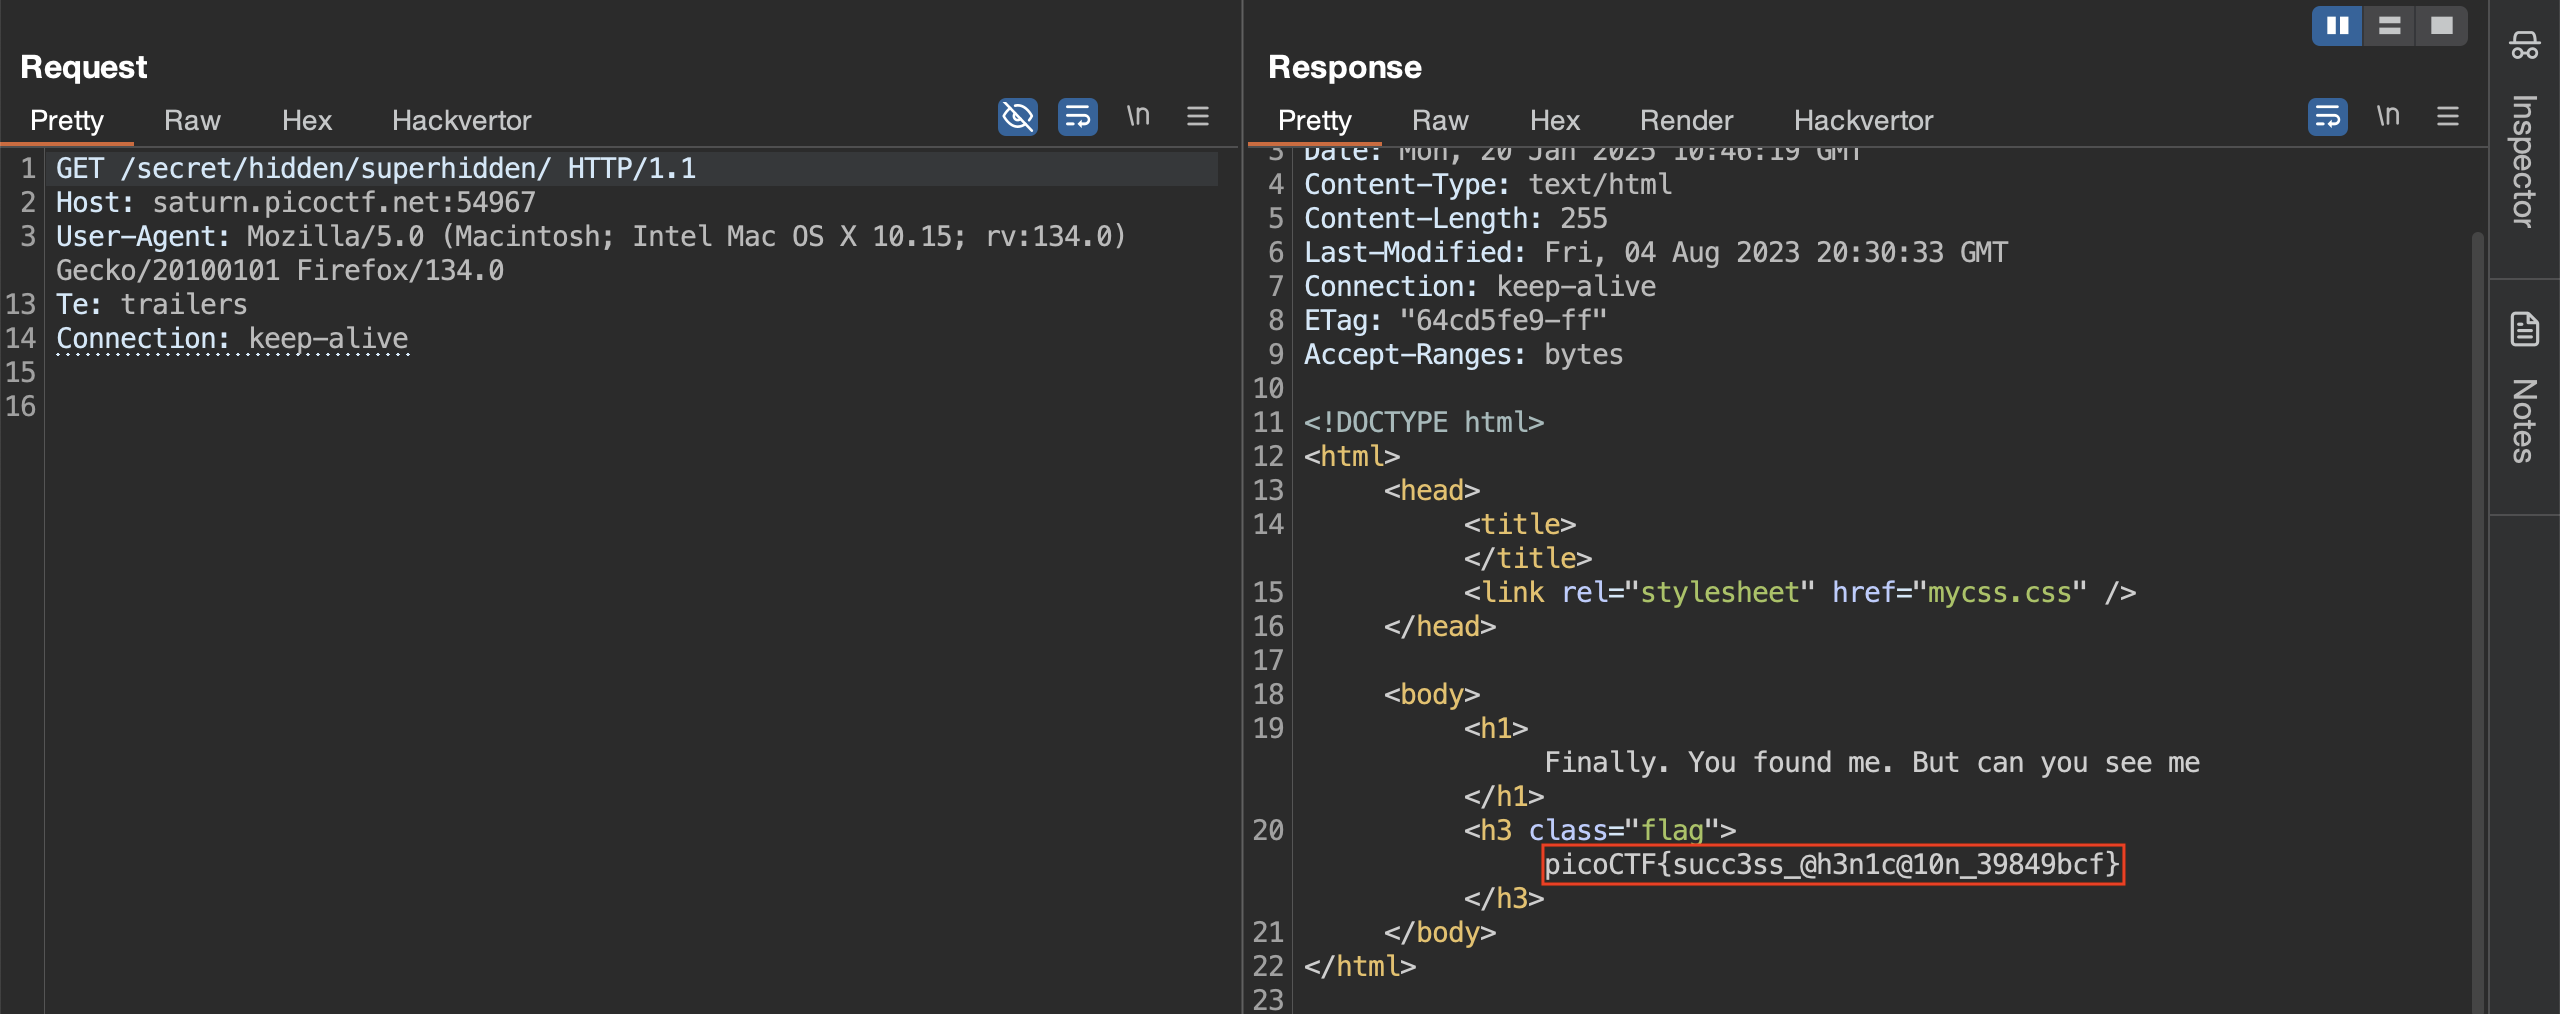 Request
Pretty Raw Hex Hackvertor \n
1 GET /secret/hidden/superhidden/ HTTP/1.1
2 Host: saturn.picoctf.net:54967
3 User-Agent: Mozilla/5.0 (Macintosh; Intel Mac OS X 10.15; rv:134.0)
Gecko/20100101 Firefox/134.0
13 Te: trailers
14 Connection: keep-alive
15
16
Response
Pretty Raw Hex Render Hackvertor \n
3 Date: Mon, 20 Jan 2025 10:46:19 GMT
4 Content-Type: text/html
5 Content-Length: 255
6 Last-Modified: Fri, 04 Aug 2023 20:30:33 GMT
7 Connection: keep-alive
8 ETag: "64cd5fe9-ff"
9 Accept-Ranges: bytes
10
11 <!DOCTYPE html>
12 <html>
13 <head>
14 <title>
</title>
15 <link rel="stylesheet" href="mycss.css" />
16 </head>
17
18 <body>
19 <h1>
Finally. You found me. But can you see me
</h1>
20 <h3 class="flag">
picoCTF{succ3ss_@h3n1c@10n_39849bcf}
</h3>
21 </body>
22 </html>
23
Inspector
Notes